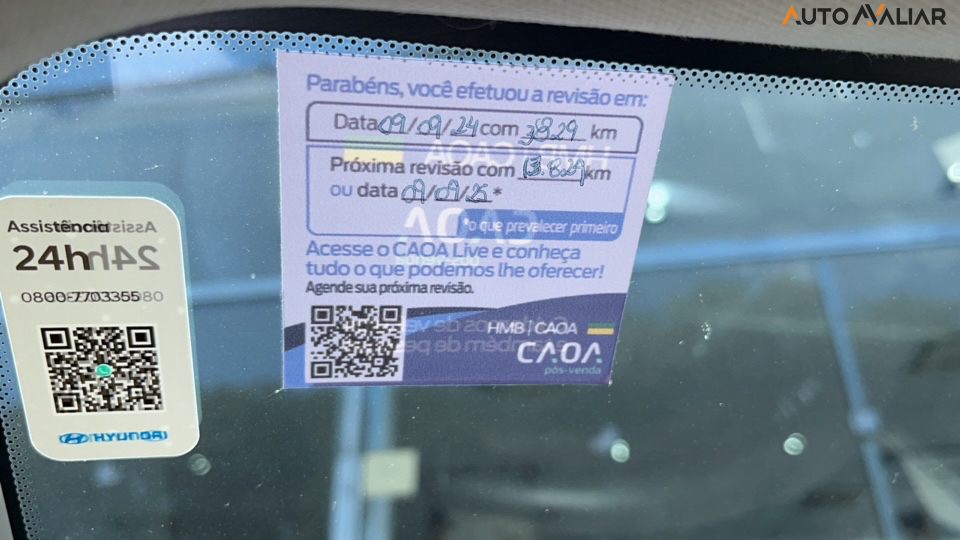 AUTO AVALIAR
Parabéns, você efetuou a revisão em:
Data 09/09/24 com 3829 km
Próxima revisão com 13.829 km
ou data 09/09/25 *
*o que prevalecer primeiro
Acesse o CAOA Live e conheça
tudo o que podemos lhe oferecer!
Agende sua próxima revisão.
HMB | CAOA
CAOA
pós-venda
Assistência
24h
0800-7703355
HYUNDAI